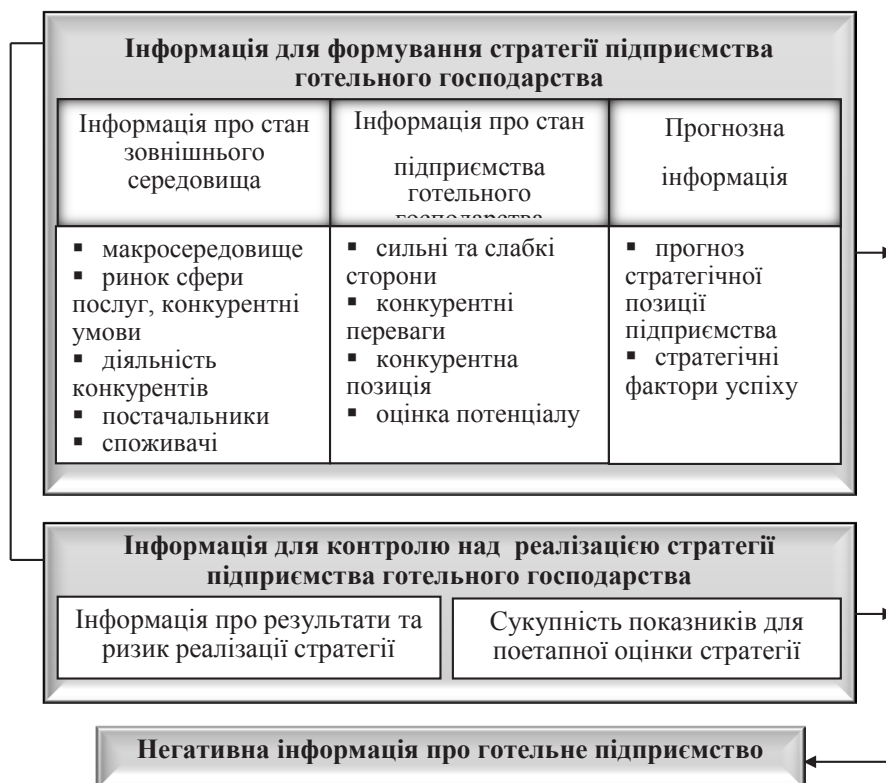 Інформація для формування стратегії підприємства
готельного господарства
Інформація про стан
зовнішнього
середовища
Інформація про стан
підприємства
готельного
господарства
Прогнозна
інформація
▪ макросередовище
▪ ринок сфери
послуг, конкурентні
умови
▪ діяльність
конкурентів
▪ постачальники
▪ споживачі
▪ сильні та слабкі
сторони
▪ конкурентні
переваги
▪ конкурентна
позиція
▪ оцінка потенціалу
▪ прогноз
стратегічної
позиції
підприємства
▪ стратегічні
фактори успіху
Інформація для контролю над реалізацією стратегії
підприємства готельного господарства
Інформація про результати та
ризик реалізації стратегії
Сукупність показників для
поетапної оцінки стратегії
Негативна інформація про готельне підприємство